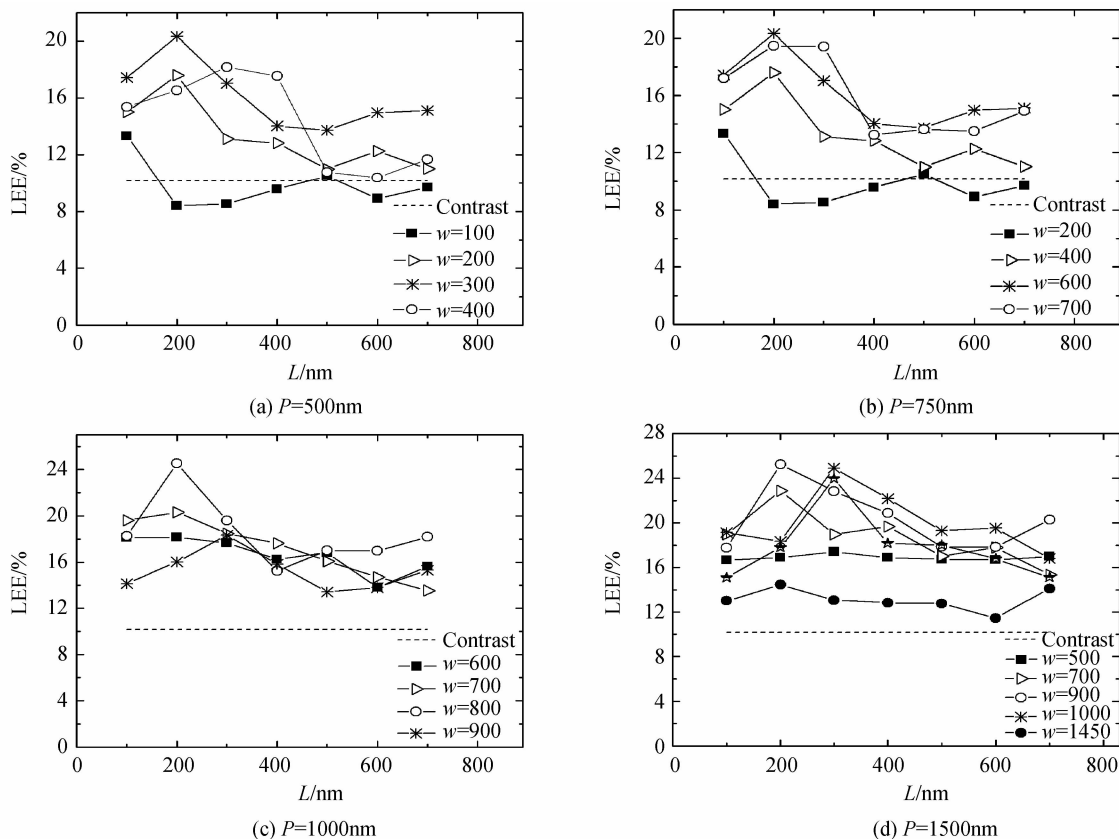 20
16
12
8
4
0
LEE/%
Contrast
w=100
w=200
w=300
w=400
0 200 400 600 800
L/nm
(a) P=500nm
20
16
12
8
4
0
LEE/%
Contrast
w=200
w=400
w=600
w=700
0 200 400 600 800
L/nm
(b) P=750nm
24
20
16
12
8
4
0
LEE/%
Contrast
w=600
w=700
w=800
w=900
0 200 400 600 800
L/nm
(c) P=1000nm
28
24
20
16
12
8
4
0
LEE/%
Contrast
w=500
w=700
w=900
w=1000
w=1450
0 200 400 600 800
L/nm
(d) P=1500nm